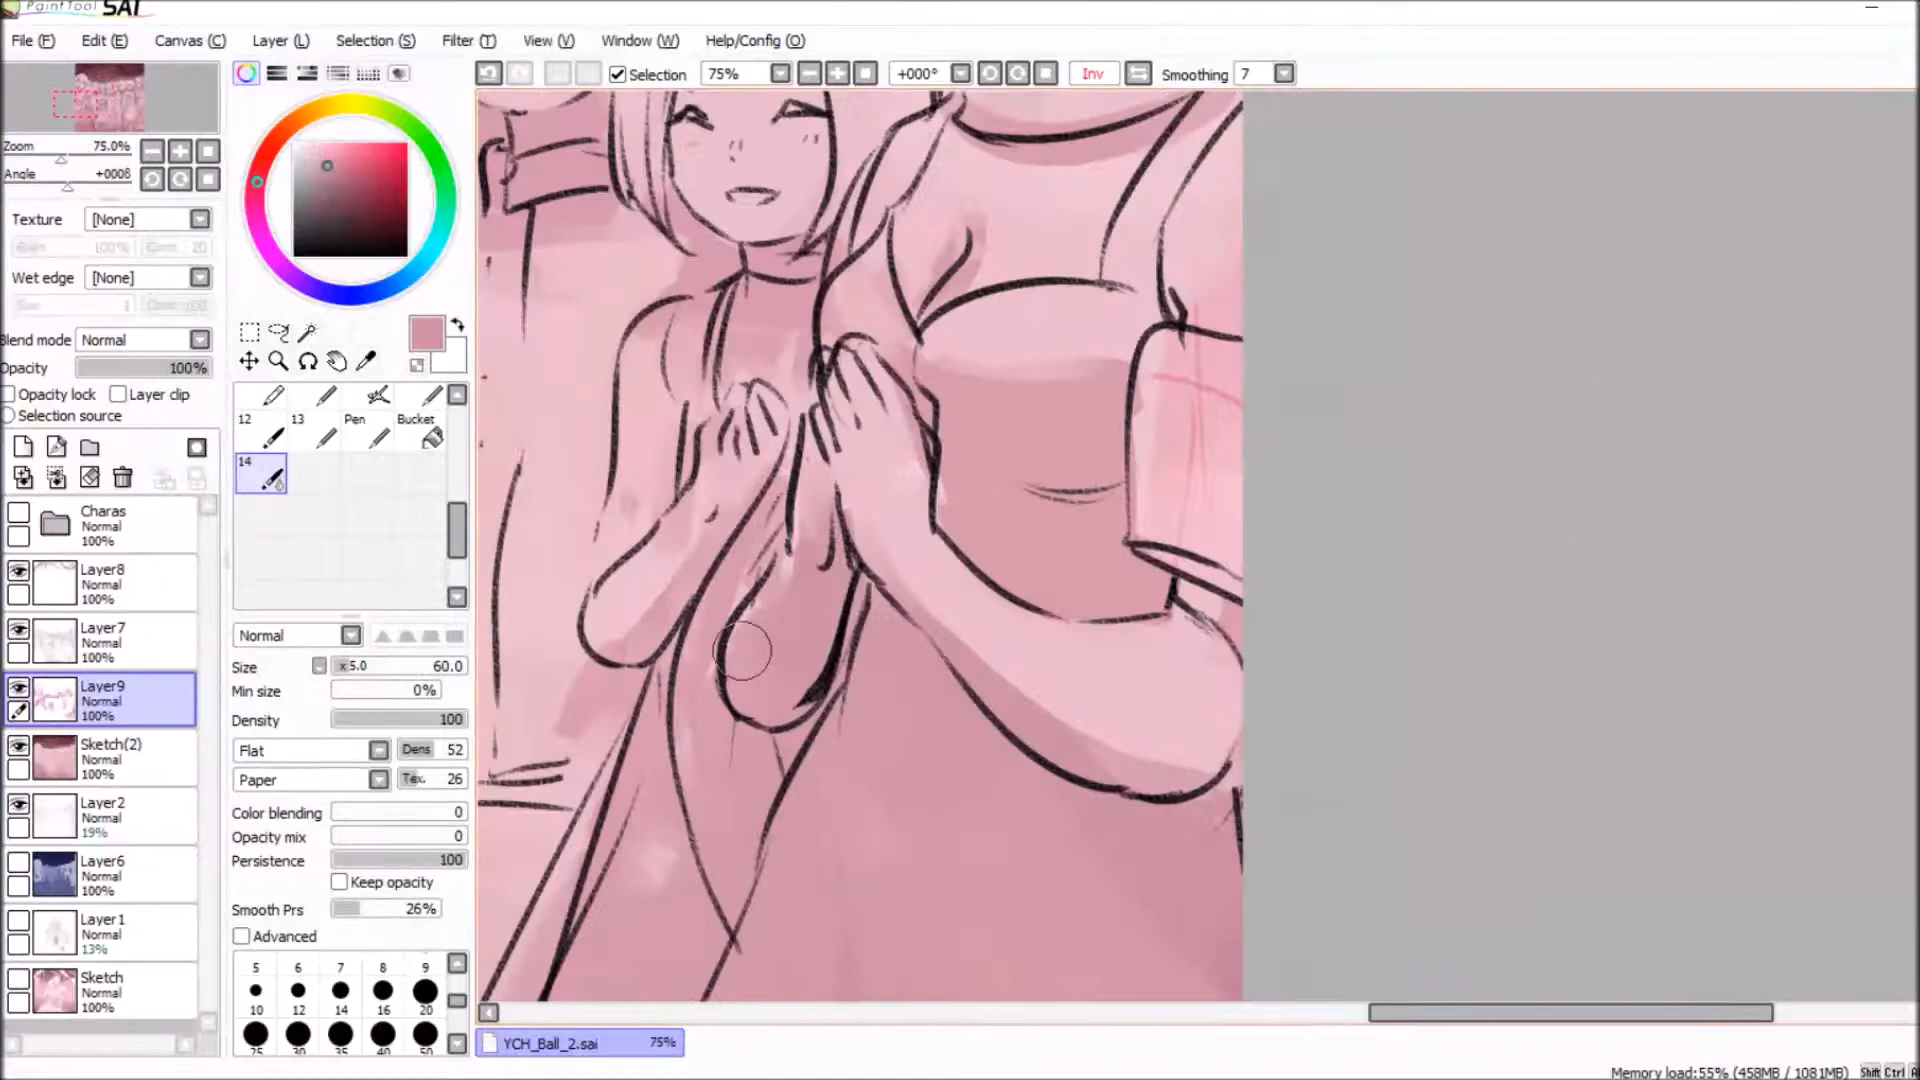 PaintTool SAI
File (F) Edit (E) Canvas (C) Layer (L) Selection (S) Filter (T) View (V) Window (W) Help/Config (O)
Selection 75% +000° Inv Smoothing 7
Zoom 75.0%
Angle +000ß
Texture [None]
100% 20
Wet edge [None]
1 100
Blend mode Normal
Opacity 100%
Opacity lock Layer clip
Selection source
12 13 Pen Bucket
14
Charas
Normal
100%
Layer8
Normal
100%
Layer7
Normal
100%
Layer9
Normal
100%
Sketch(2)
Normal
100%
Layer2
Normal
19%
Layer6
Normal
100%
Layer1
Normal
13%
Sketch
Normal
100%
Normal
Size x 5.0 60.0
Min size 0%
Density 100
Flat Dens 52
Paper Tex. 26
Color blending 0
Opacity mix 0
Persistence 100
Keep opacity
Smooth Prs 26%
Advanced
5 6 7 8 9
10 12 14 16 20
25 30 35 40 50
YCH_Ball_2.sai 75%
Memory load:55% (458MB / 1081MB) Shift Ctrl A